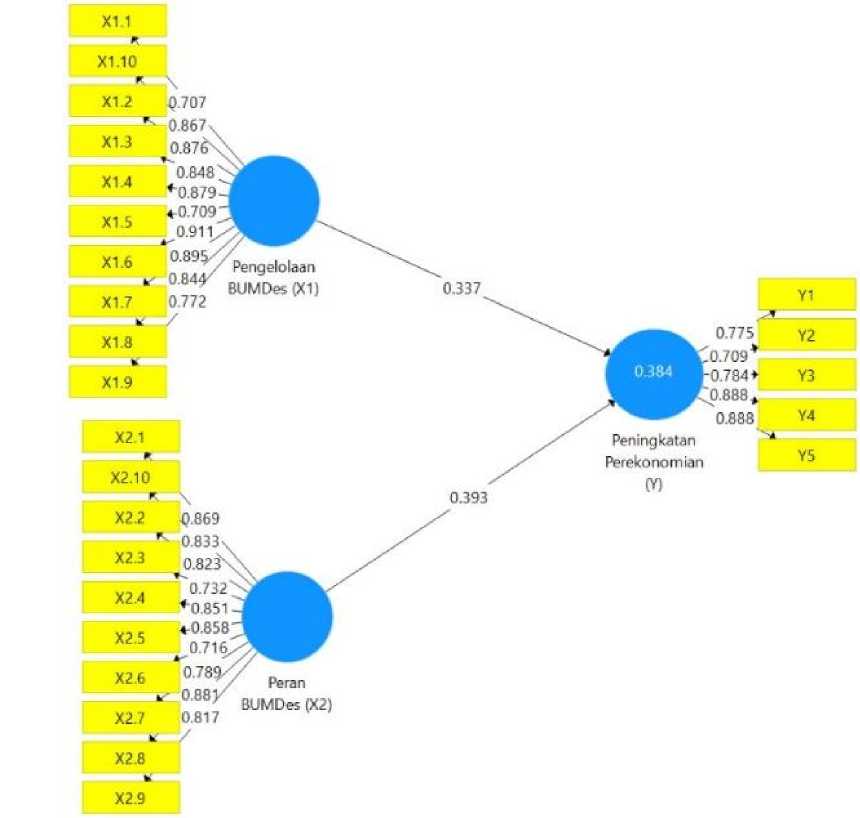 X1.1
X1.10
X1.2
X1.3
X1.4
X1.5
X1.6
X1.7
X1.8
X1.9
0.707
0.867
0.876
0.848
0.879
0.709
0.911
0.895
0.844
0.772
Pengelolaan
BUMDes (X1)
0.337
X2.1
X2.10
X2.2
X2.3
X2.4
X2.5
X2.6
X2.7
X2.8
X2.9
0.869
0.833
0.823
0.732
0.851
0.858
0.716
0.789
0.881
0.817
Peran
BUMDes (X2)
0.393
0.384
Peningkatan
Perekonomian
(Y)
0.775
0.709
0.784
0.888
0.888
Y1
Y2
Y3
Y4
Y5